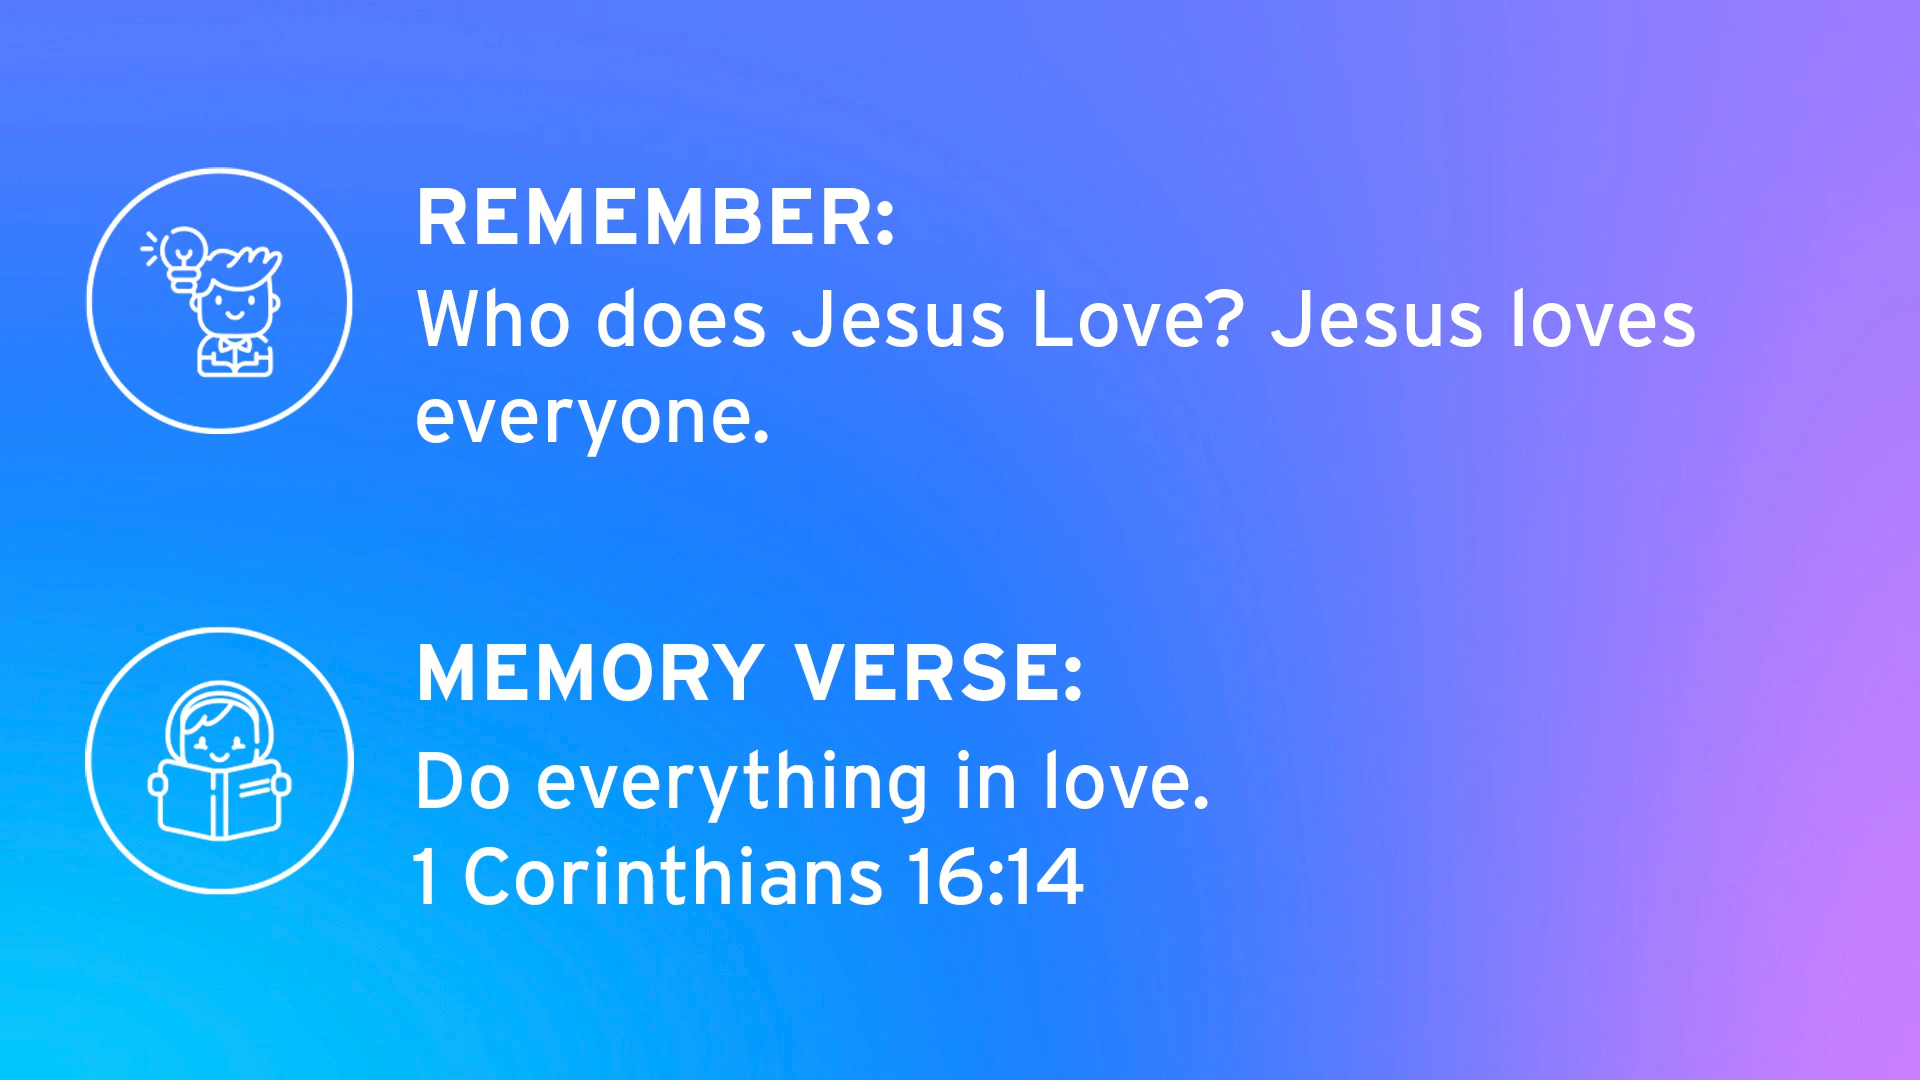 REMEMBER:
Who does Jesus Love? Jesus loves
everyone.
MEMORY VERSE:
Do everything in love.
1 Corinthians 16:14